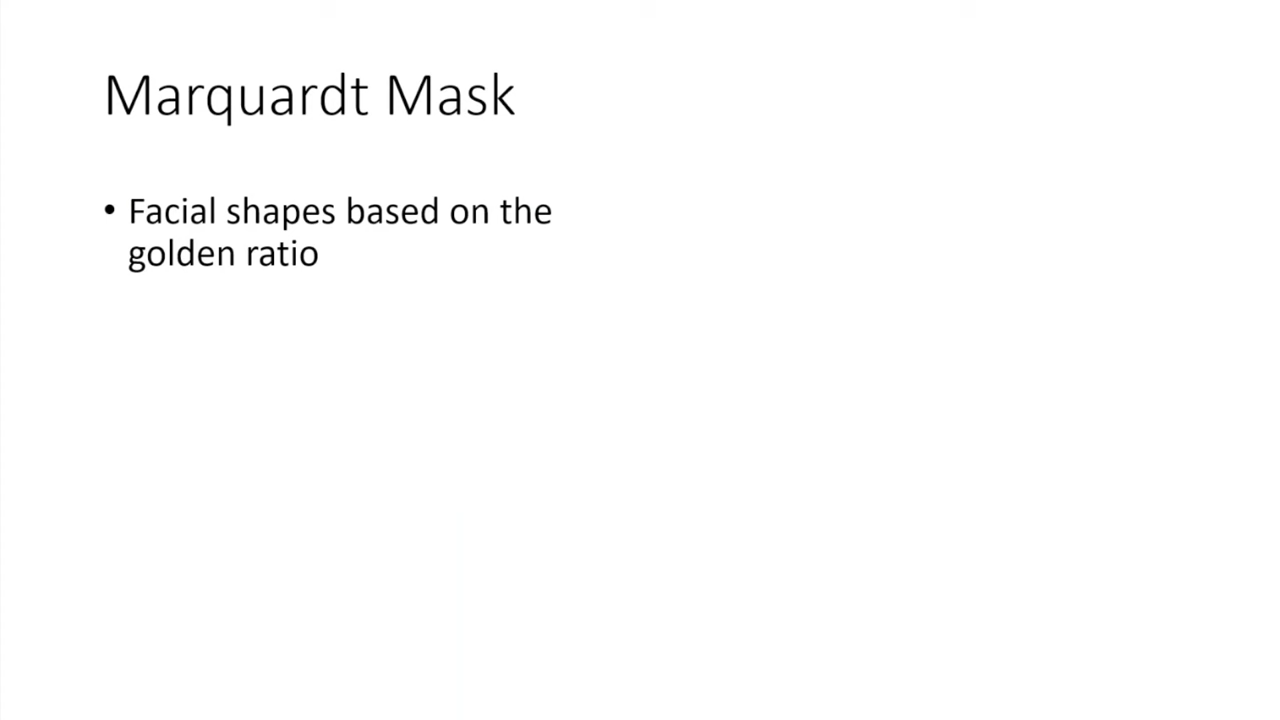 Marquardt Mask
• Facial shapes based on the
golden ratio